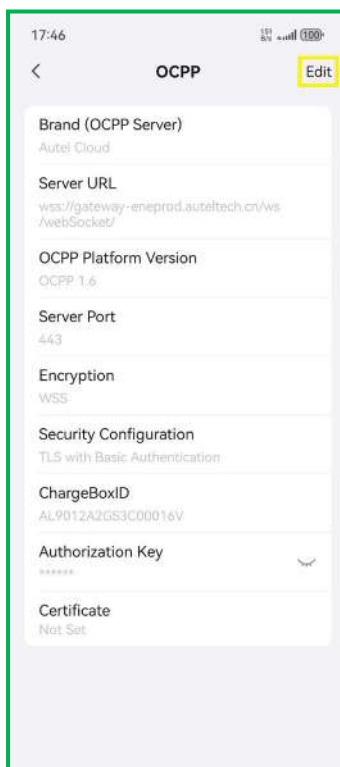 17:46
100
OCPP
Edit
Brand (OCPP Server)
Autel Cloud
Server URL
wss://gateway-eneprod.auteltech.cn/ws
/webSocket/
OCPP Platform Version
OCPP 1.6
Server Port
443
Encryption
WSS
Security Configuration
TLS with Basic Authentication
ChargeBoxID
AL9012A2GS3C00016V
Authorization Key
******
Certificate
Not Set